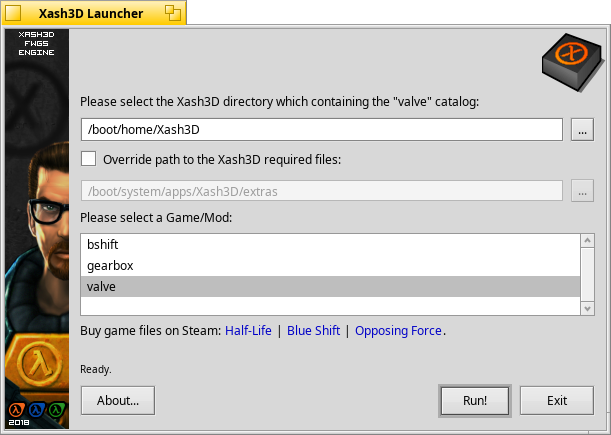 Xash3D Launcher
XASH3D
FWGS
ENGINE
Please select the Xash3D directory which containing the "valve" catalog:
/boot/home/Xash3D
...
Override path to the Xash3D required files:
/boot/system/apps/Xash3D/extras
...
Please select a Game/Mod:
bshift
gearbox
valve
Buy game files on Steam: Half-Life | Blue Shift | Opposing Force.
Ready.
About...
Run!
Exit
2018